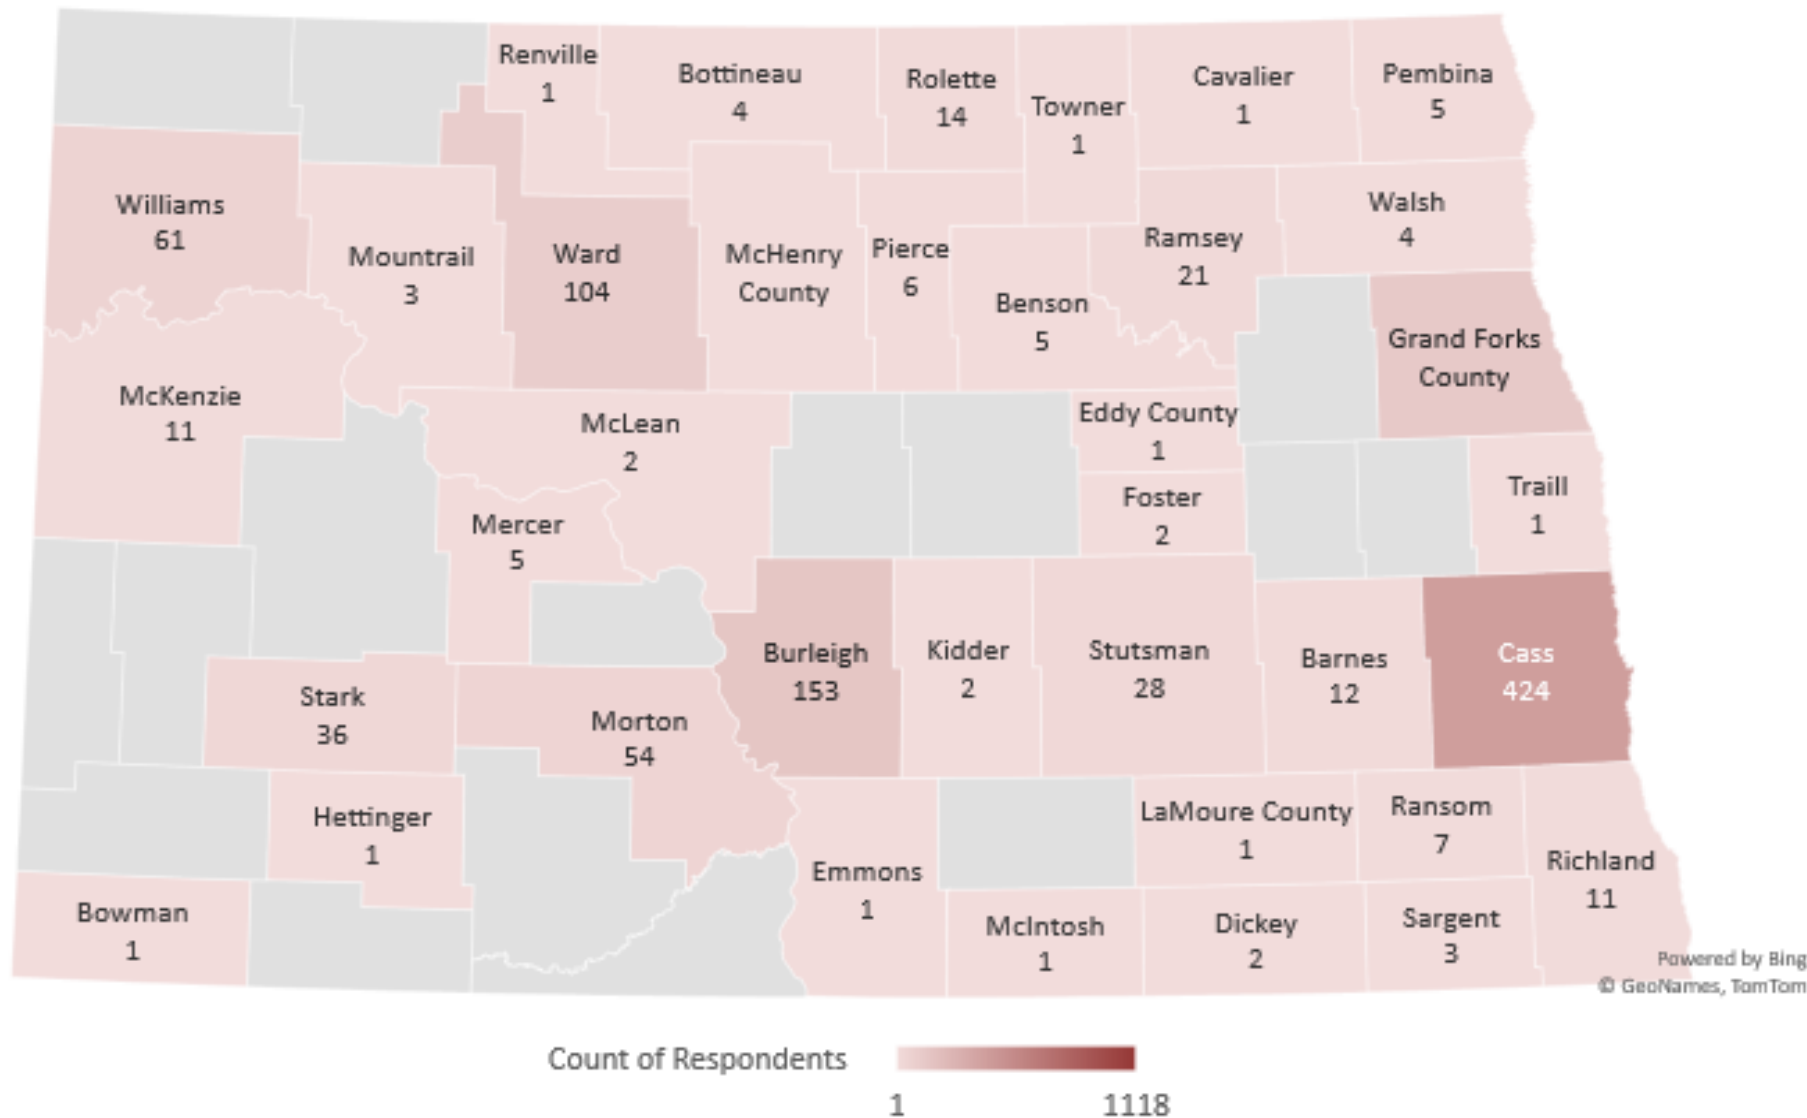 Renville
1
Bottineau
4
Rolette
14
Towner
1
Cavalier
1
Pembina
5
Williams
61
Mountrail
3
Ward
104
McHenry
County
Pierce
6
Benson
5
Ramsey
21
Walsh
4
Grand Forks
County
McKenzie
11
McLean
2
Eddy County
1
Foster
2
Traill
1
Mercer
5
Burleigh
153
Kidder
2
Stutsman
28
Barnes
12
Cass
424
Stark
36
Morton
54
Hettinger
1
Emmons
1
LaMoure County
1
Ransom
7
Richland
11
Bowman
1
McIntosh
1
Dickey
2
Sargent
3
Powered by Bing
© GeoNames, TomTom
Count of Respondents
1
1118